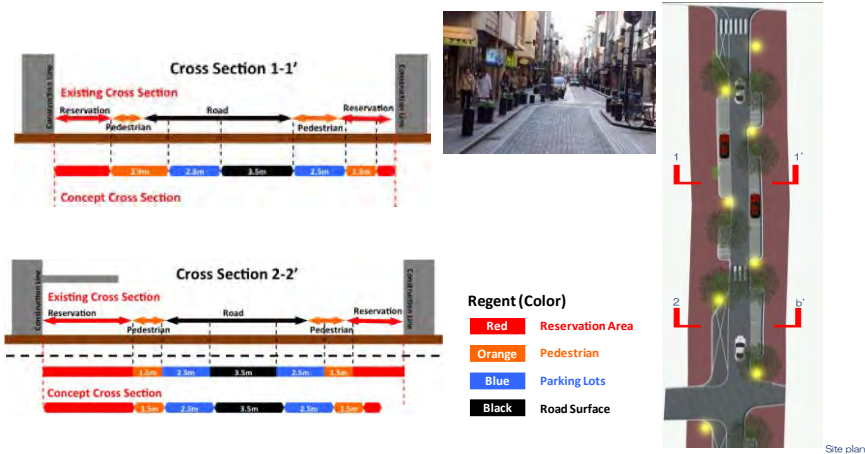 Cross Section 1-1'
Existing Cross Section
Construction Line
Construction Line
Reservation
Road
Reservation
Pedestrian
Pedestrian
2.8m
3.5m
2.5m
Concept Cross Section
Cross Section 2-2'
Existing Cross Section
Construction Line
Construction Line
Reservation
Road
Reservation
Pedestrian
Pedestrian
1.5m
2.5m
3.5m
2.5m
1.5m
Concept Cross Section
1.5m
2.5m
3.5m
2.5m
1.5m
Regent (Color)
Red
Reservation Area
Orange
Pedestrian
Blue
Parking Lots
Black
Road Surface
1
1'
2
b'
Site plan